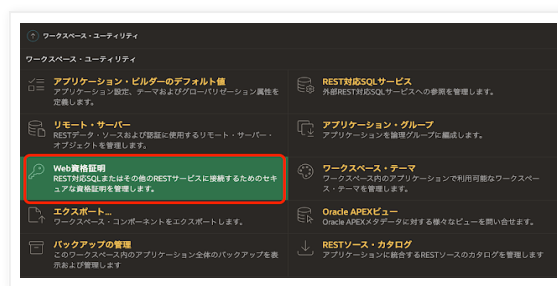 ワークスペース・ユーティリティ
ワークスペース・ユーティリティ
アプリケーション・ビルダーのデフォルト値
アプリケーション設定、テーマおよびグローバリゼーション属性を
定義します。
REST対応SQLサービス
外部REST対応SQLサービスへの参照を管理します。
リモート・サーバー
RESTデータ・ソースおよび認証に使用するリモート・サーバー・
オブジェクトを管理します。
アプリケーション・グループ
アプリケーションを論理グループに編成します。
Web資格証明
REST対応SQLまたはその他のRESTサービスに接続するためのセキ
ュアな資格証明を管理します。
ワークスペース・テーマ
ワークスペース内のアプリケーションで利用可能なワークスペー
ス・テーマを管理します。
エクスポート...
ワークスペース・コンポーネントをエクスポートします。
Oracle APEXビュー
Oracle APEXメタデータに対する様々なビューを問い合せます。
バックアップの管理
このワークスペース内のアプリケーション全体のバックアップを表
示および管理します
RESTソース・カタログ
アプリケーションに統合するRESTソースのカタログを管理します